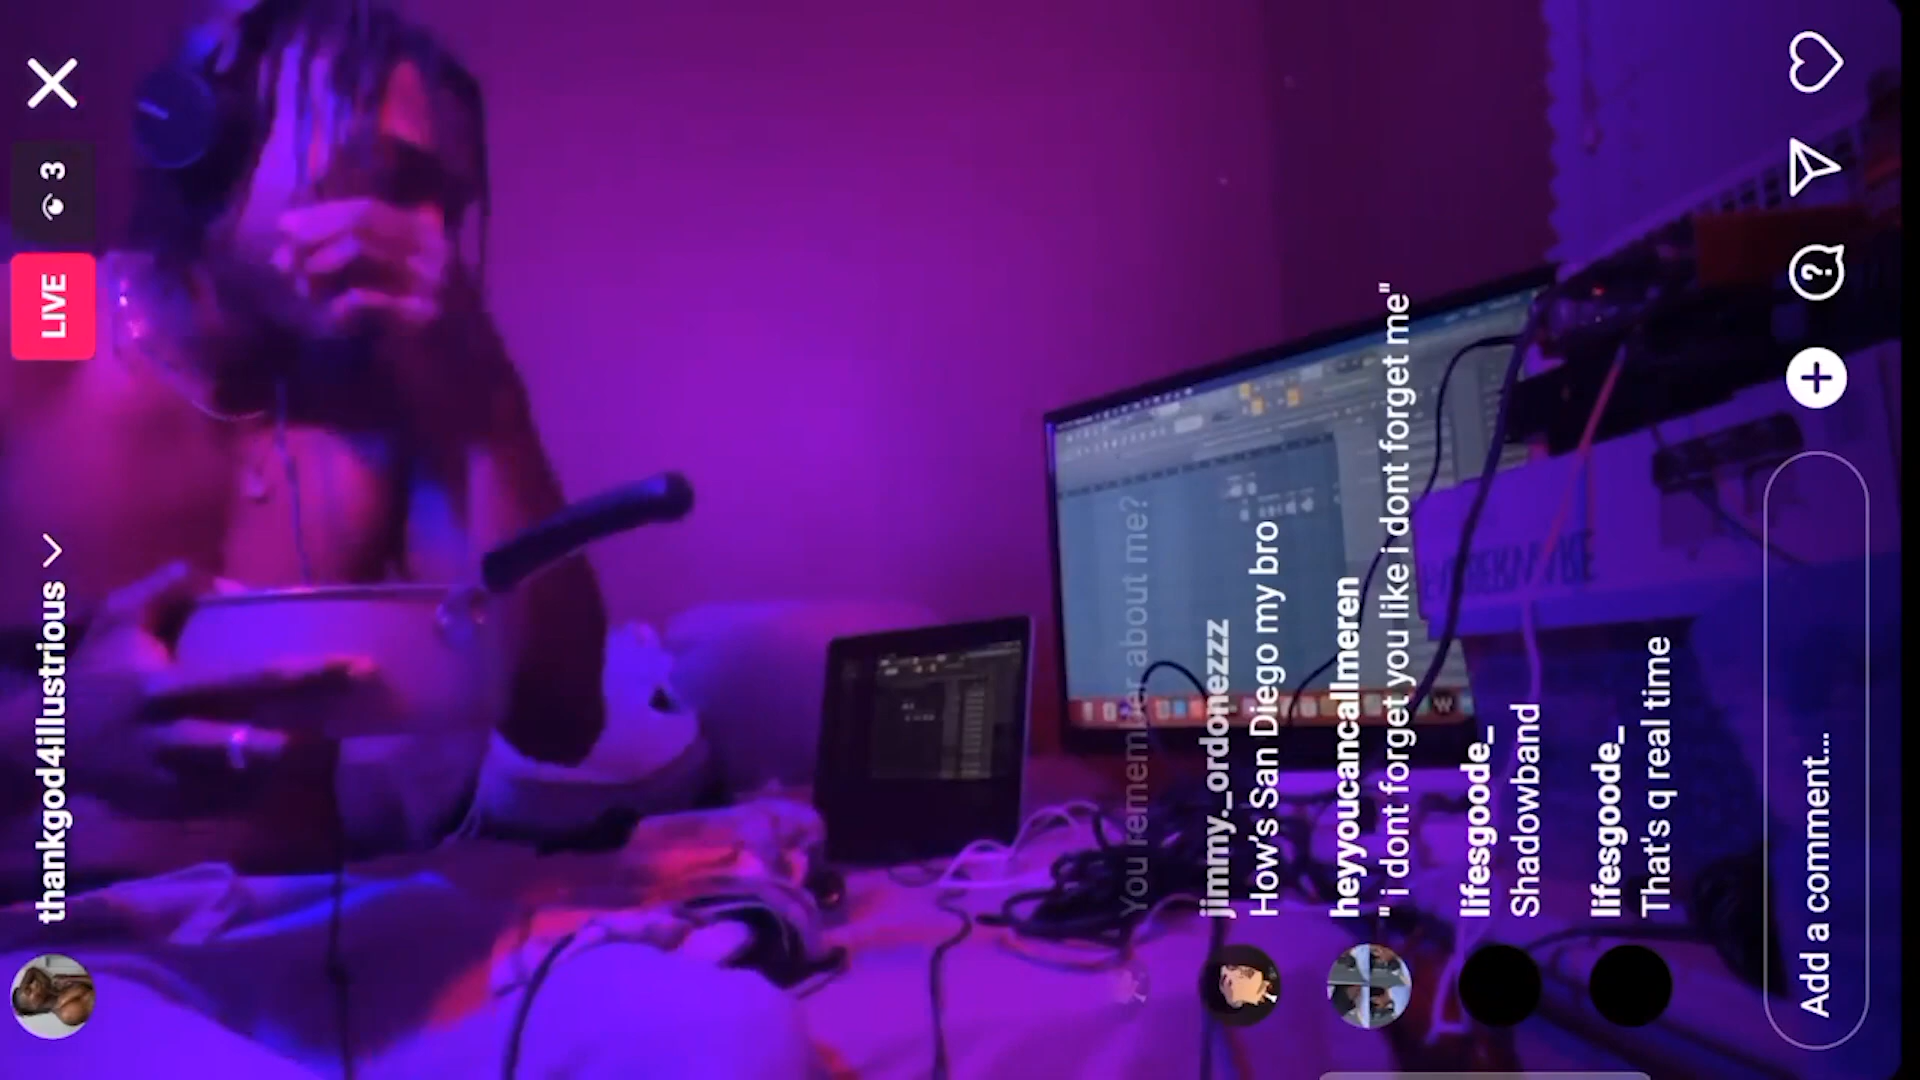 thankgod4illustrious
LIVE
3
You remember about me?
jimmy._ordonezzz
How's San Diego my bro
heyyoucancallmeren
" i dont forget you like i dont forget me"
lifesgoode_
Shadowband
lifesgoode_
That's q real time
Add a comment...